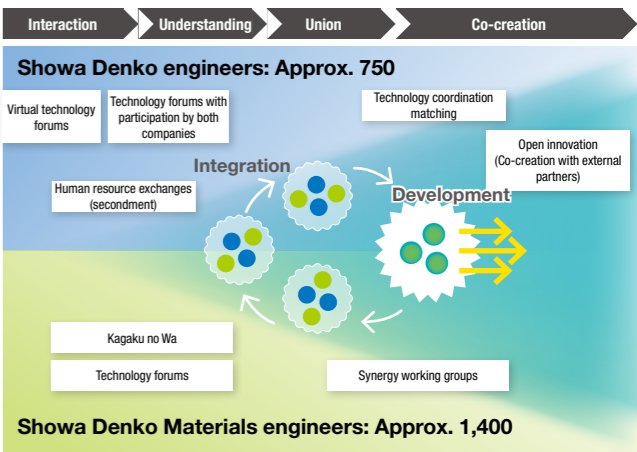 Interaction
Understanding
Union
Co-creation
Showa Denko engineers: Approx. 750
Virtual technology
forums
Technology forums with
participation by both
companies
Technology coordination
matching
Open innovation
(Co-creation with external
partners)
Integration
Human resource exchanges
(secondment)
Development
Kagaku no Wa
Technology forums
Synergy working groups
Showa Denko Materials engineers: Approx. 1,400